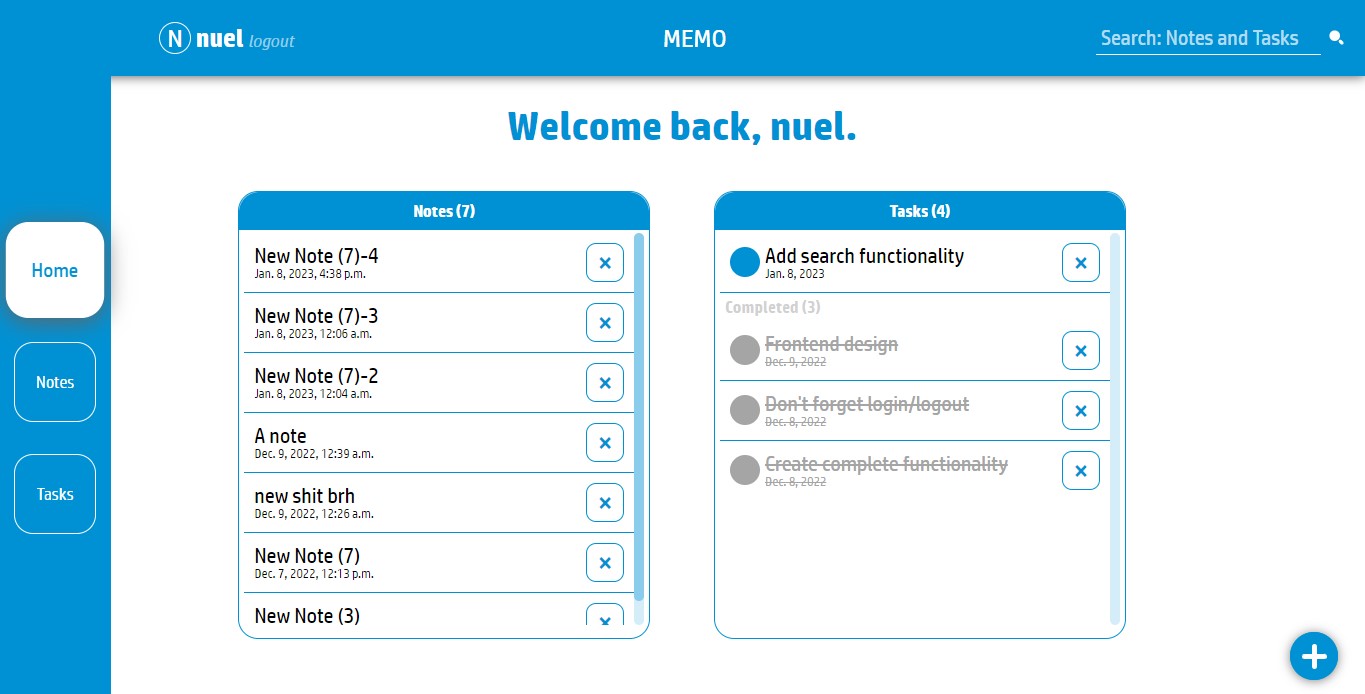 N nuel logout
MEMO
Search: Notes and Tasks
Welcome back, nuel.
Home
Notes
Tasks
Notes (7)
New Note (7)-4
Jan. 8, 2023, 4:38 p.m.
New Note (7)-3
Jan. 8, 2023, 12:06 a.m.
New Note (7)-2
Jan. 8, 2023, 12:04 a.m.
A note
Dec. 9, 2022, 12:39 a.m.
new shit brh
Dec. 9, 2022, 12:26 a.m.
New Note (7)
Dec. 7, 2022, 12:13 p.m.
New Note (3)
Tasks (4)
Add search functionality
Jan. 8, 2023
Completed (3)
Frontend design
Dec. 9, 2022
Don't forget login/logout
Dec. 8, 2022
Create complete functionality
Dec. 8, 2022